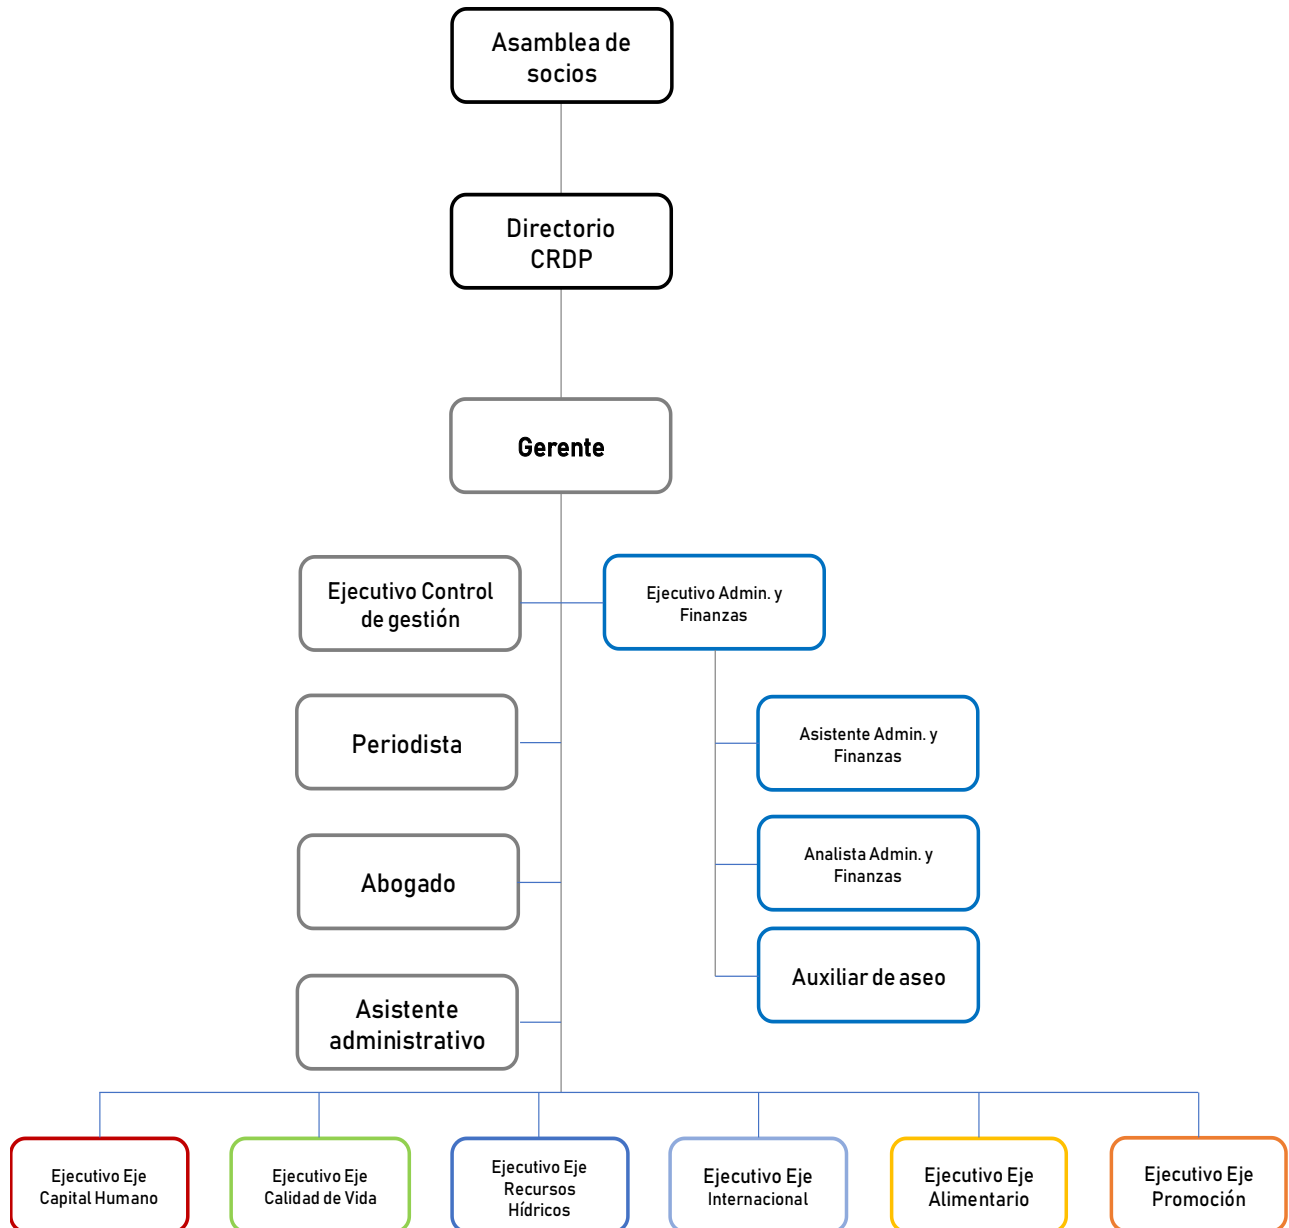 Asamblea de
socios
Directorio
CRDP
Gerente
Ejecutivo Control
de gestión
Ejecutivo Admin. y
Finanzas
Periodista
Asistente Admin. y
Finanzas
Abogado
Analista Admin. y
Finanzas
Auxiliar de aseo
Asistente
administrativo
Ejecutivo Eje
Capital Humano
Ejecutivo Eje
Calidad de Vida
Ejecutivo Eje
Recursos
Hídricos
Ejecutivo Eje
Internacional
Ejecutivo Eje
Alimentario
Ejecutivo Eje
Promoción